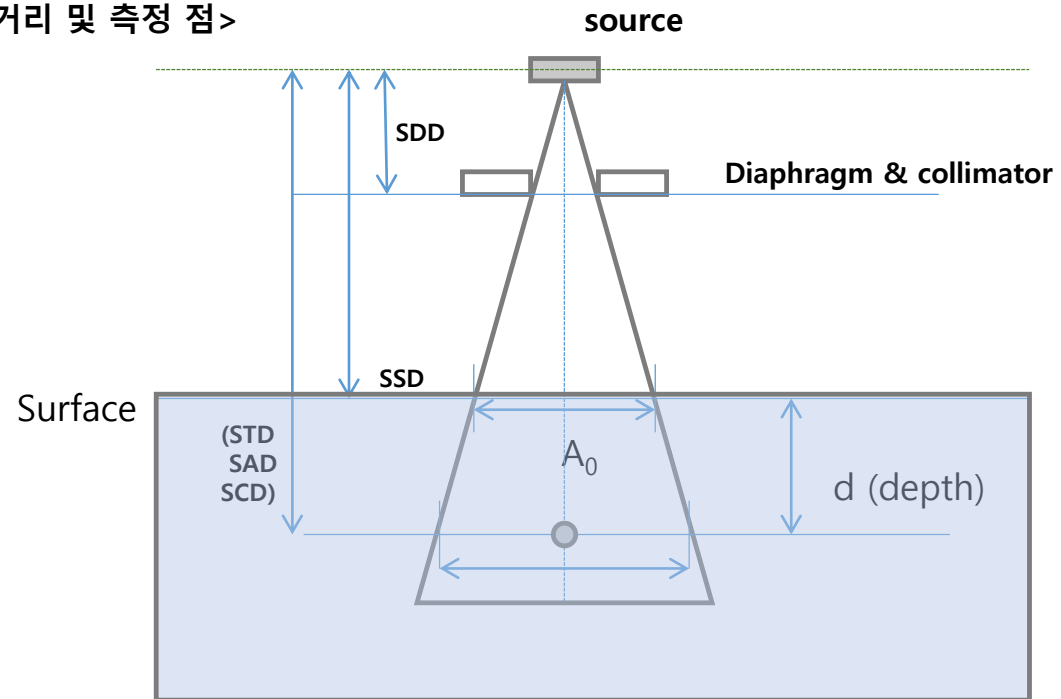 거리 및 측정 점>
source
SDD
Diaphragm & collimator
SSD
Surface
(STD
SAD
SCD)
A₀
d (depth)